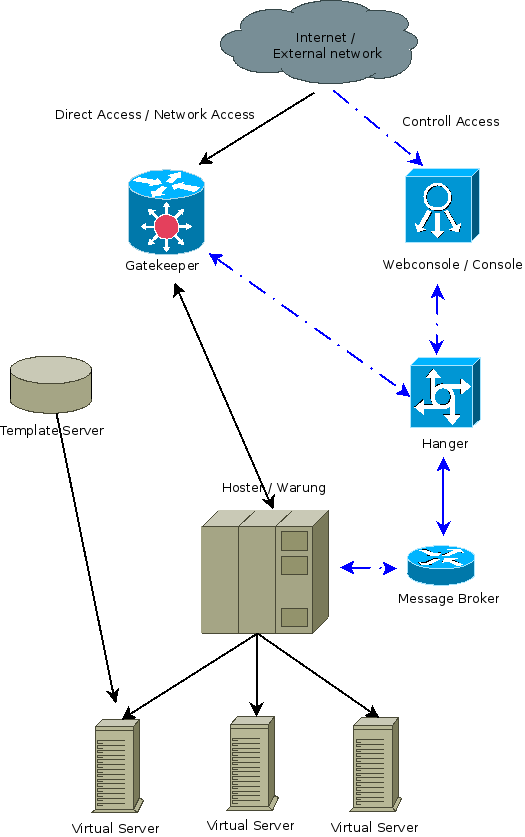 Internet /
External network
Direct Access / Network Access
Controll Access
Gatekeeper
Webconsole / Console
Template Server
Hanger
Hoster / Warung
Message Broker
Virtual Server
Virtual Server
Virtual Server